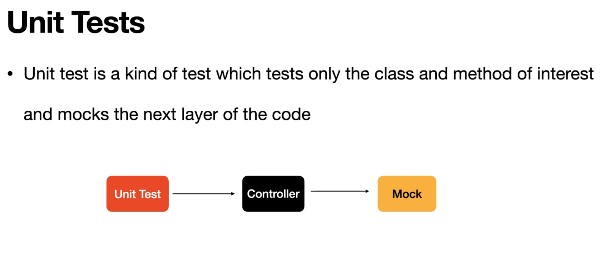 Unit Tests
• Unit test is a kind of test which tests only the class and method of interest
and mocks the next layer of the code
Unit Test
Controller
Mock